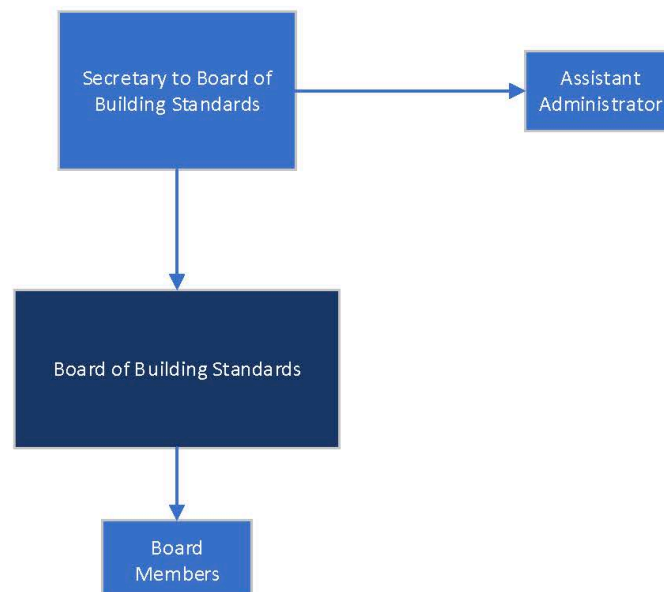 Secretary to Board of
Building Standards
Assistant
Administrator
Board of Building Standards
Board
Members